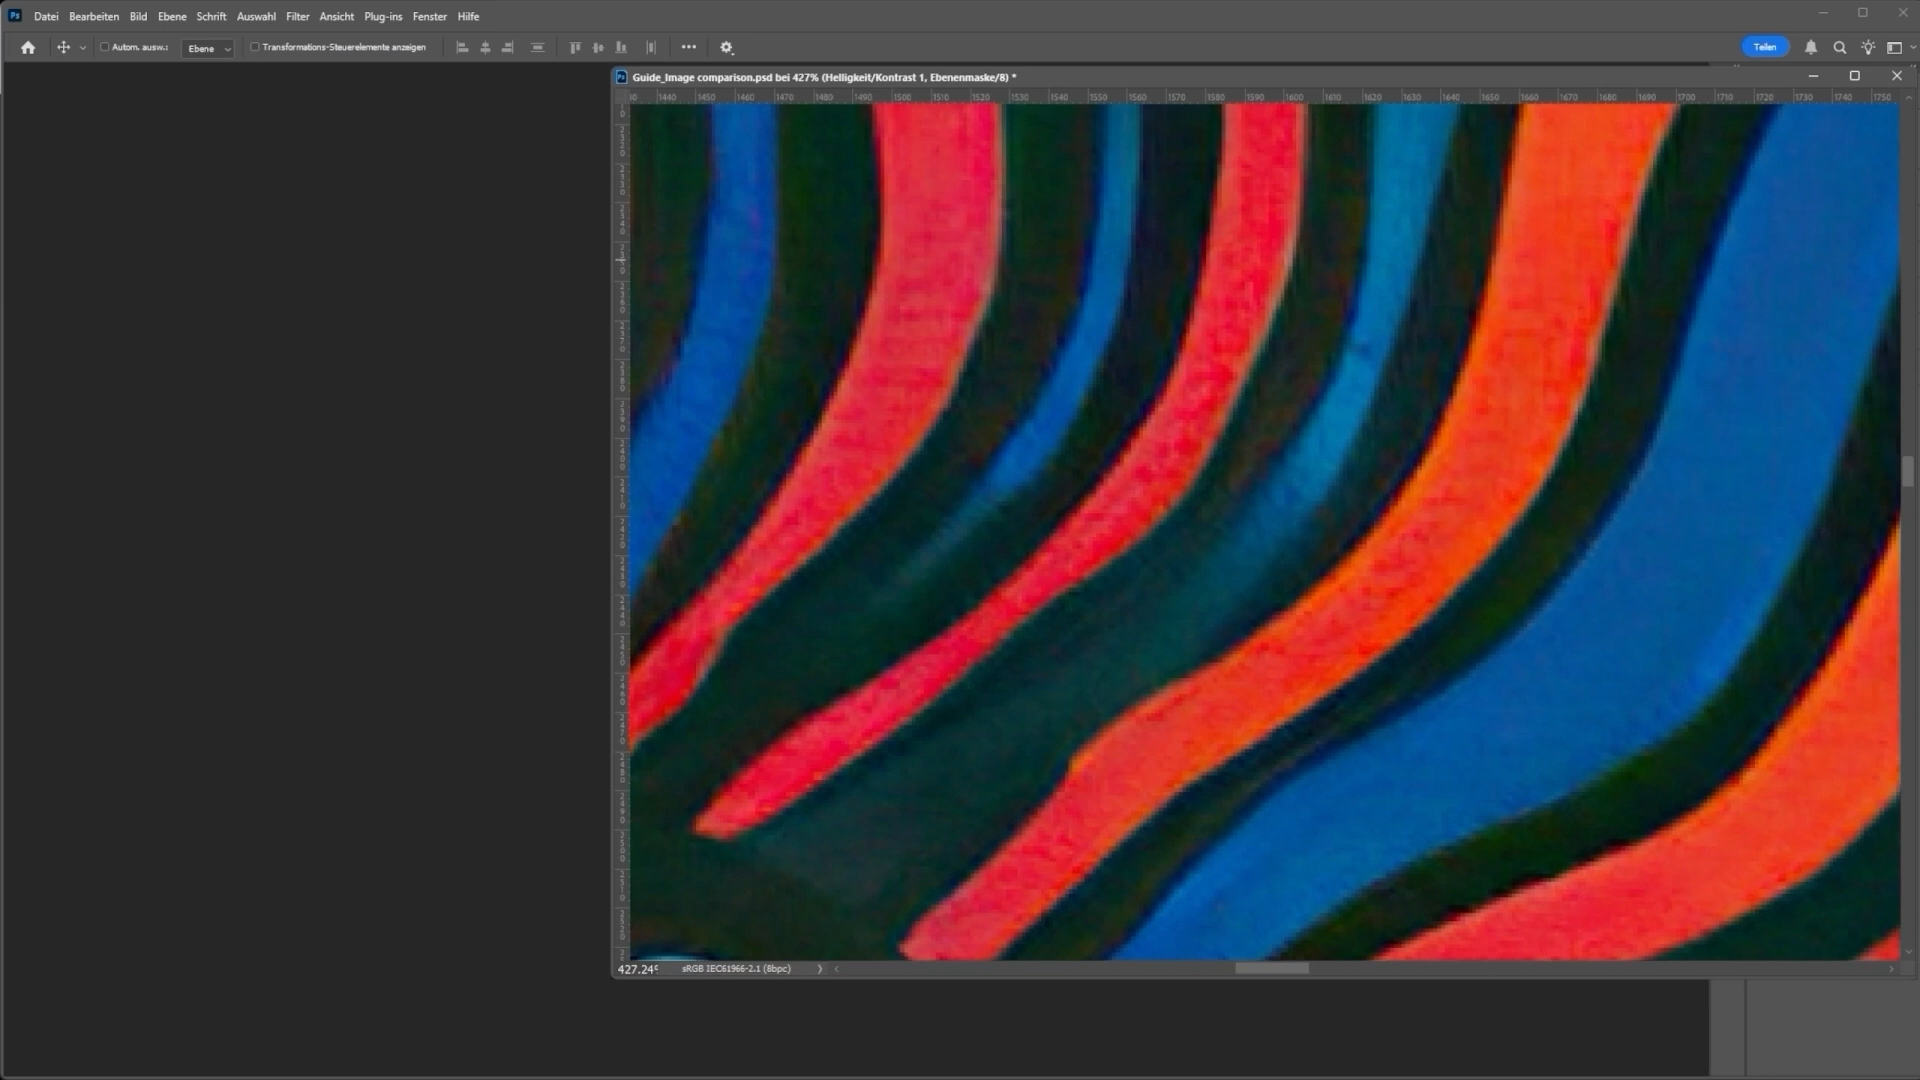 Datei Bearbeiten Bild Ebene Schrift Auswahl Filter Ansicht Plug-ins Fenster Hilfe
Autom. ausw.: Ebene Transformations-Steuerelemente anzeigen Teilen
Guide_Image comparison.psd bei 427% (Helligkeit/Kontrast 1, Ebenenmaske/8) *
1440 1450 1460 1470 1480 1490 1500 1510 1520 1530 1540 1550 1560 1570 1580 1590 1600 1610 1620 1630 1640 1650 1660 1670 1680 1690 1700 1710 1720 1730 1740 1750
427.24 sRGB IEC61966-2.1 (8bpc)